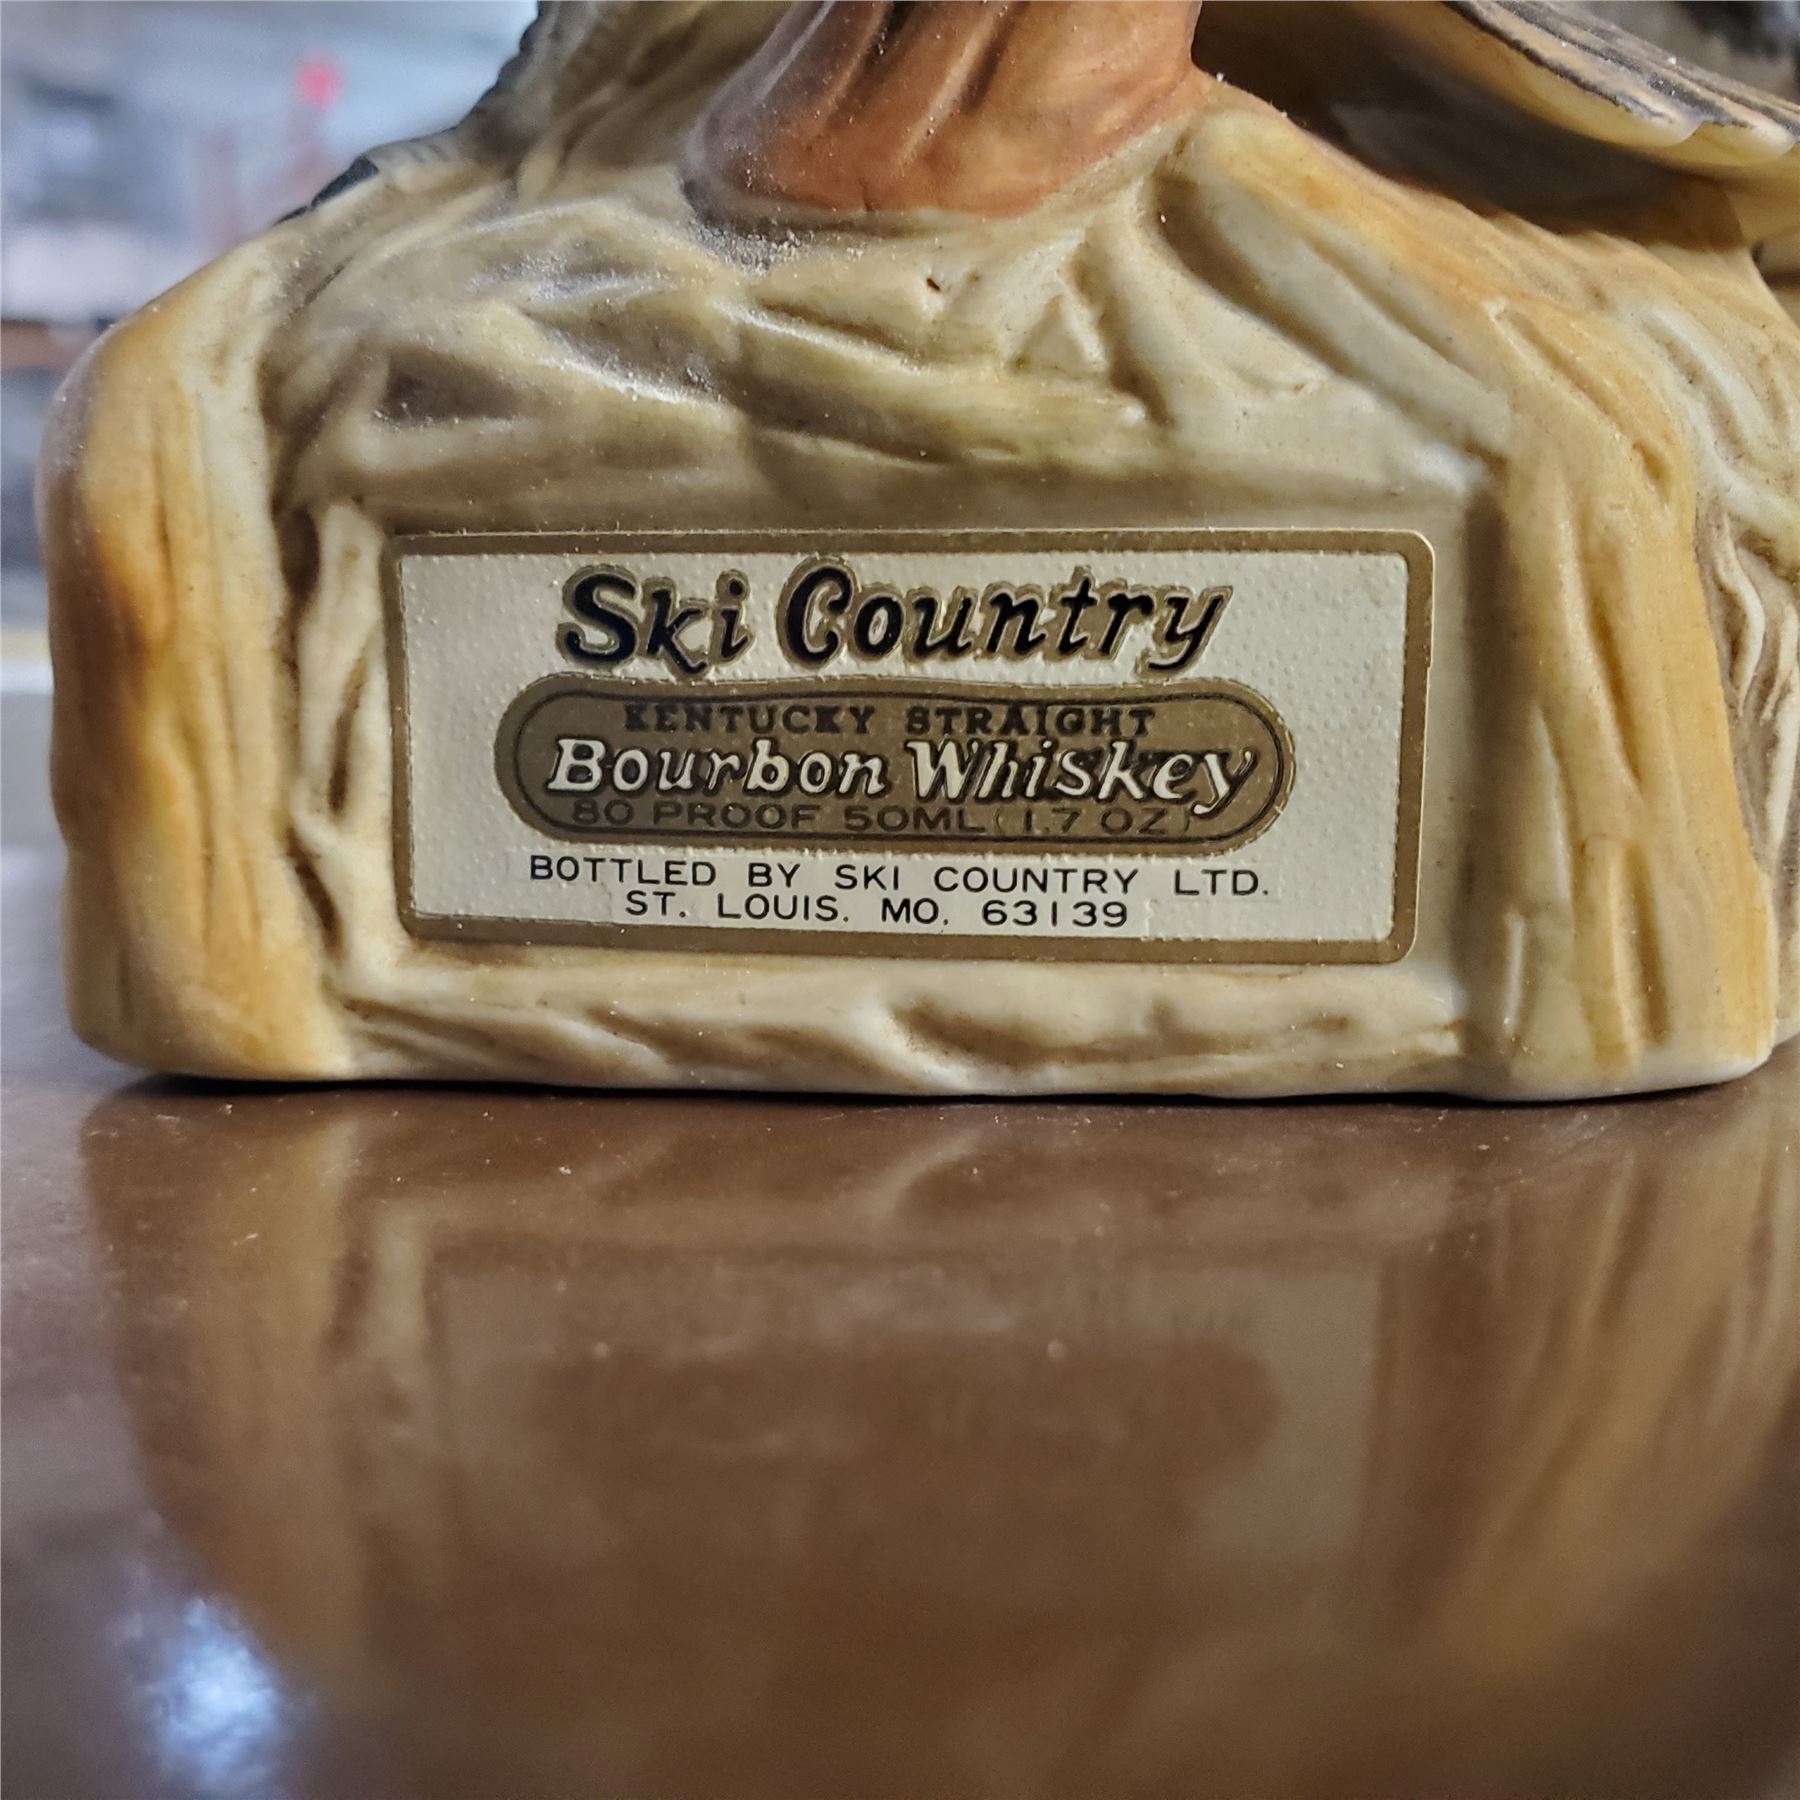 Ski Country
KENTUCKY STRAIGHT
Bourbon Whiskey
80 PROOF 50ML (1.7 OZ)
BOTTLED BY SKI COUNTRY LTD.
ST. LOUIS. MO. 63139